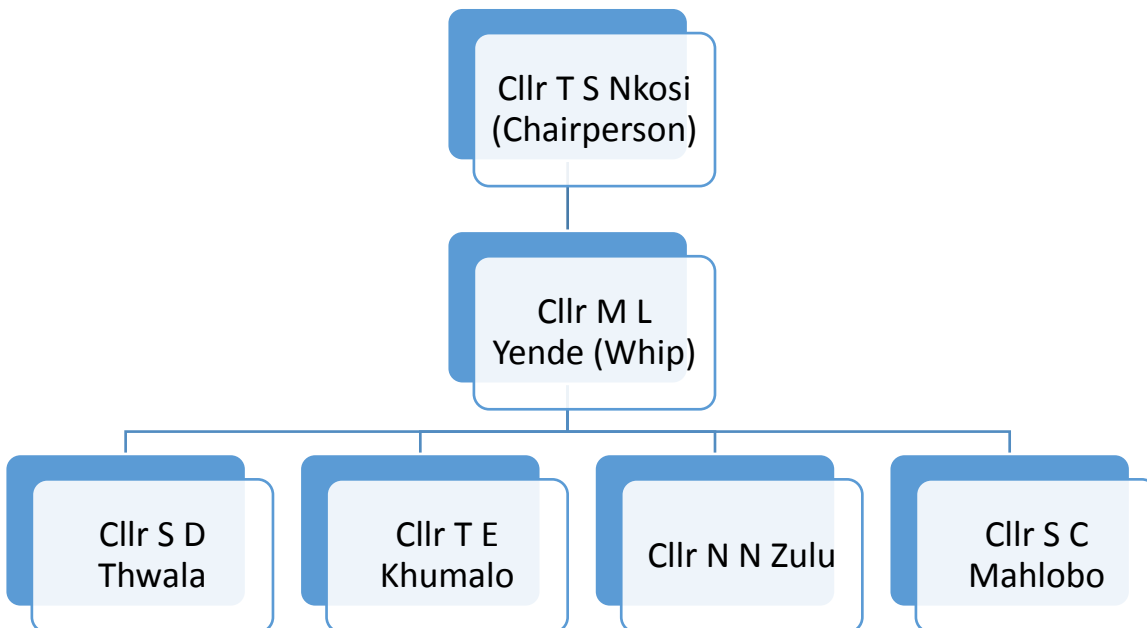 Cllr T S Nkosi
(Chairperson)
Cllr M L
Yende (Whip)
Cllr S D
Thwala
Cllr T E
Khumalo
Cllr N N Zulu
Cllr S C
Mahlobo